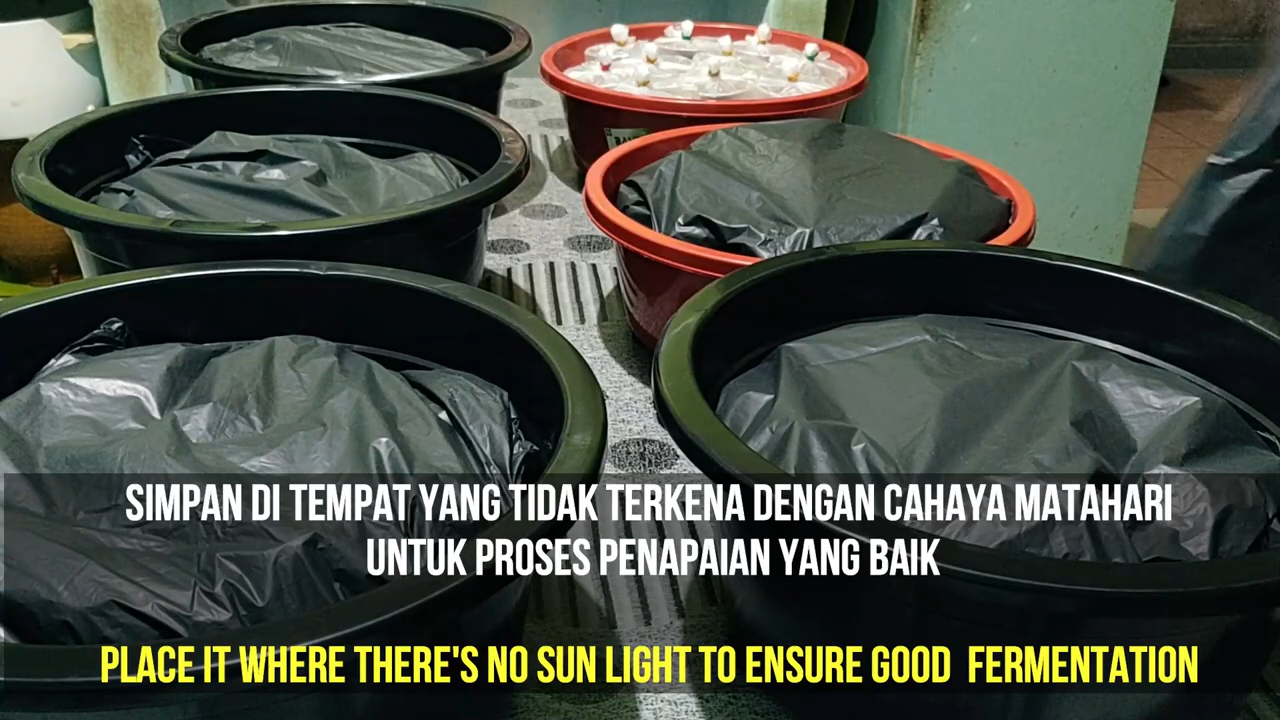 SIMPAN DI TEMPAT YANG TIDAK TERKENA DENGAN CAHAYA MATAHARI
UNTUK PROSES PENAPAIAN YANG BAIK
PLACE IT WHERE THERE'S NO SUN LIGHT TO ENSURE GOOD FERMENTATION